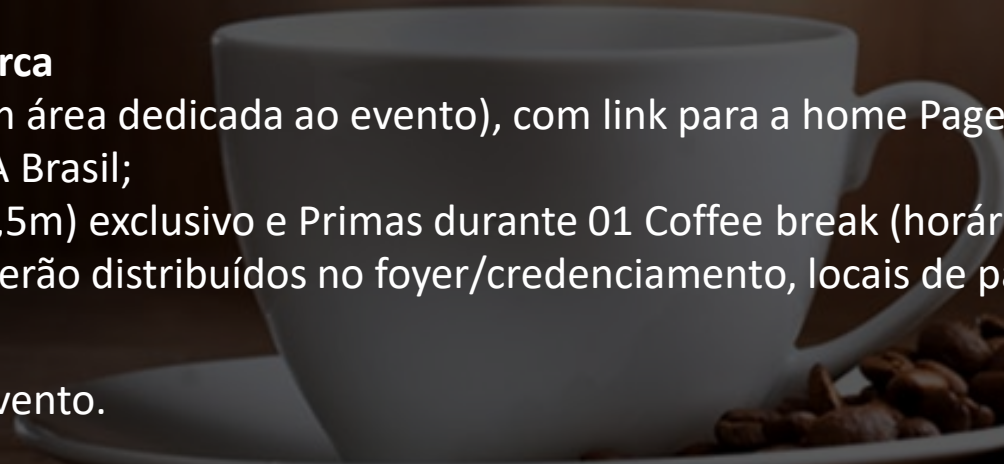 rca
área dedicada ao evento), com link para a home Page
Brasil;
,5m) exclusivo e Primas durante 01 Coffee break (horár
erão distribuídos no foyer/credenciamento, locais de pa
vento.